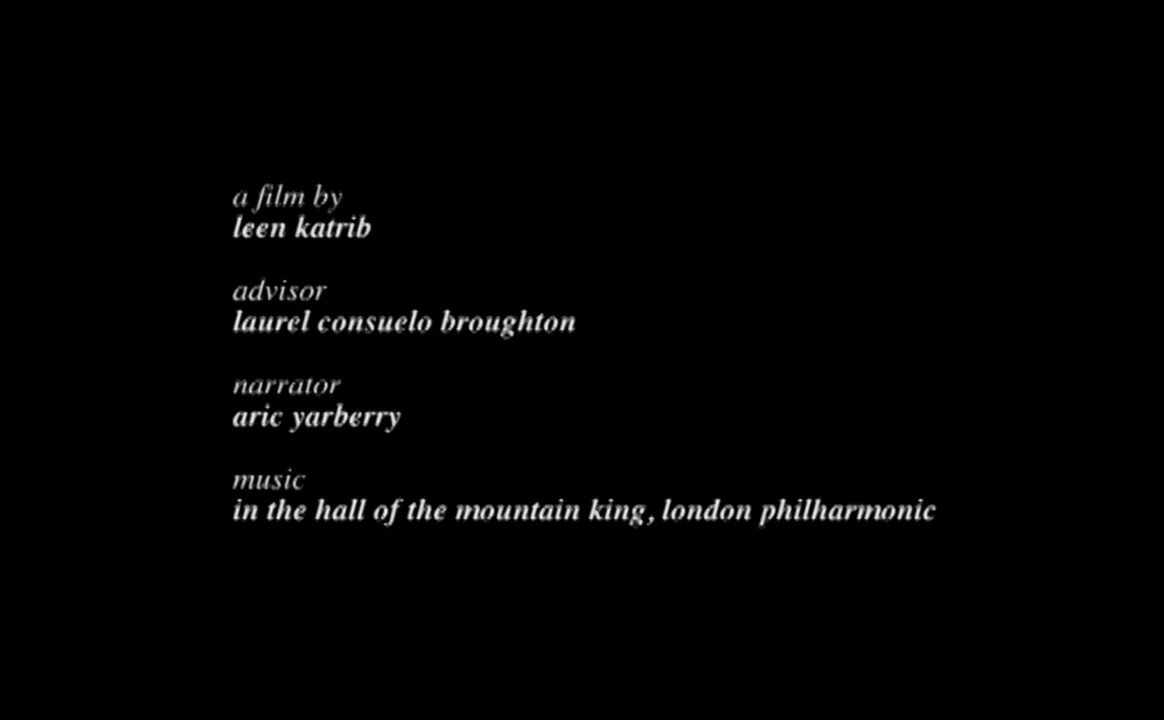 a film by
leen katrib
advisor
laurel consuelo broughton
narrator
aric yarberry
music
in the hall of the mountain king, london philharmonic